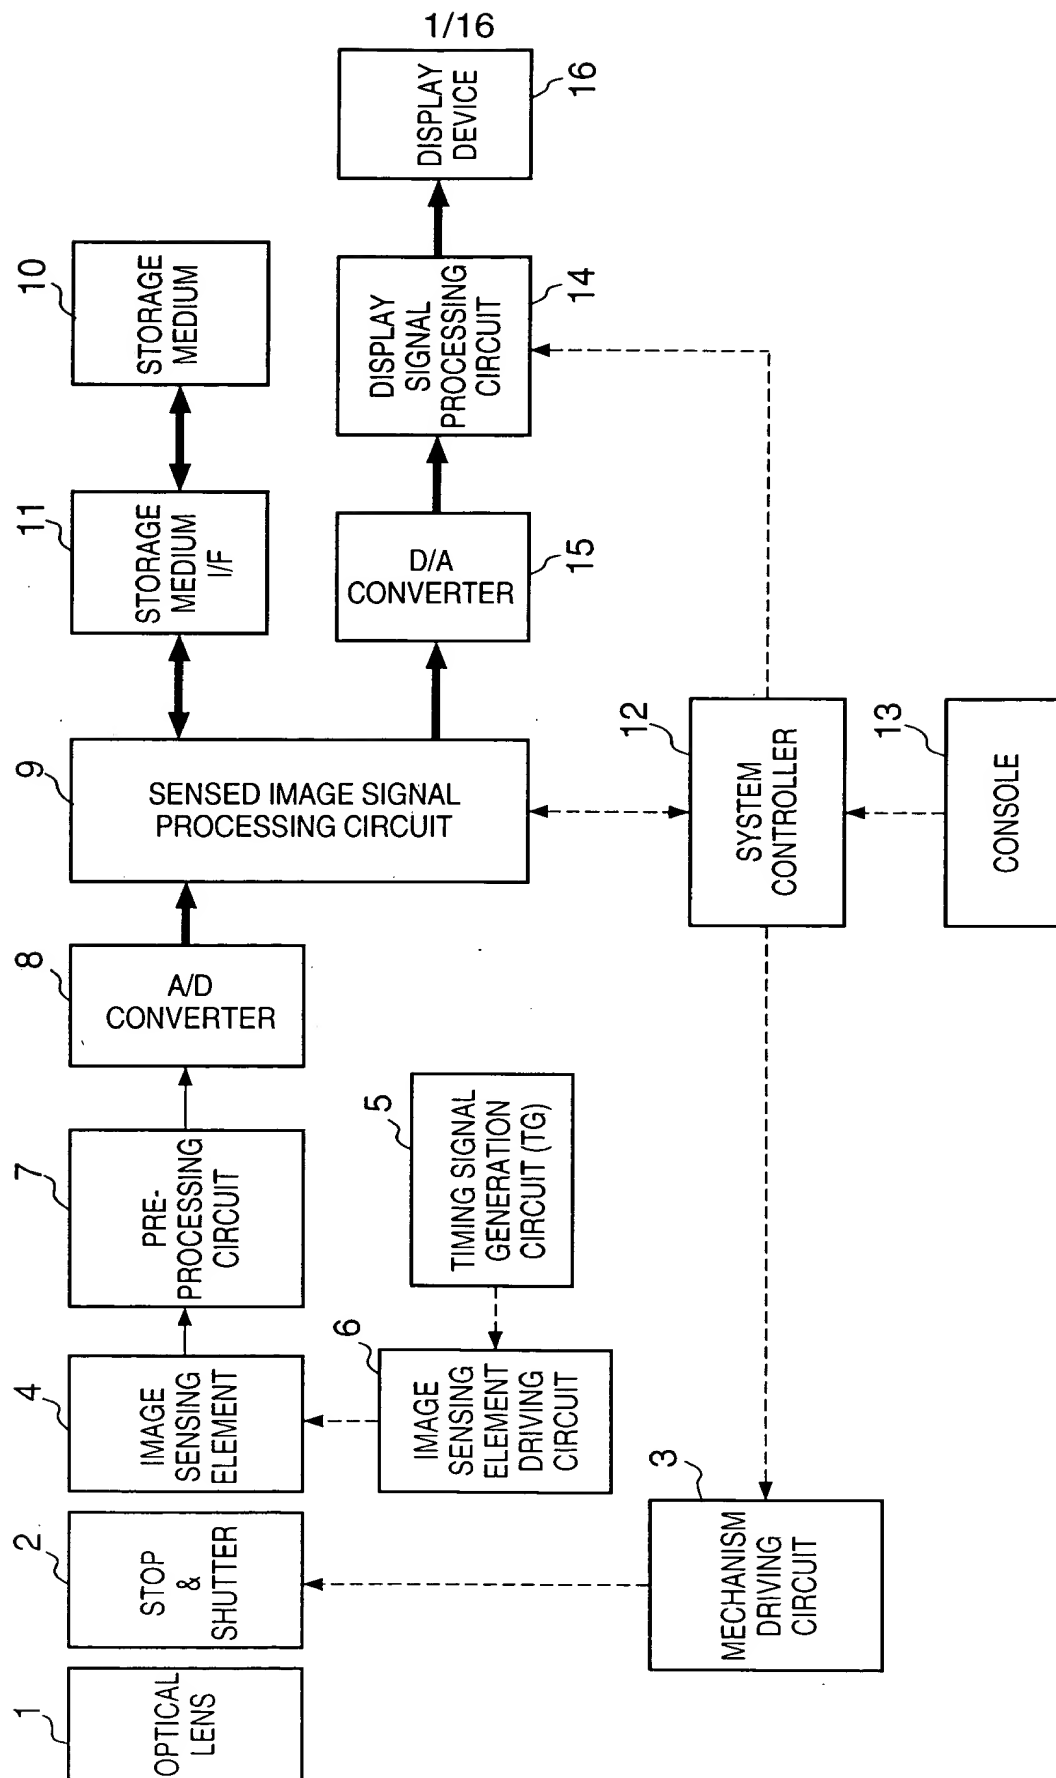 1/16
1
OPTICAL
LENS
2
STOP
&
SHUTTER
4
IMAGE
SENSING
ELEMENT
7
PRE-
PROCESSING
CIRCUIT
8
A/D
CONVERTER
9
SENSED IMAGE SIGNAL
PROCESSING CIRCUIT
11
STORAGE
MEDIUM
I/F
10
STORAGE
MEDIUM
6
IMAGE
SENSING
ELEMENT
DRIVING
CIRCUIT
5
TIMING SIGNAL
GENERATION
CIRCUIT (TG)
D/A
CONVERTER
15
DISPLAY
SIGNAL
PROCESSING
CIRCUIT
14
DISPLAY
DEVICE
16
3
MECHANISM
DRIVING
CIRCUIT
12
SYSTEM
CONTROLLER
13
CONSOLE